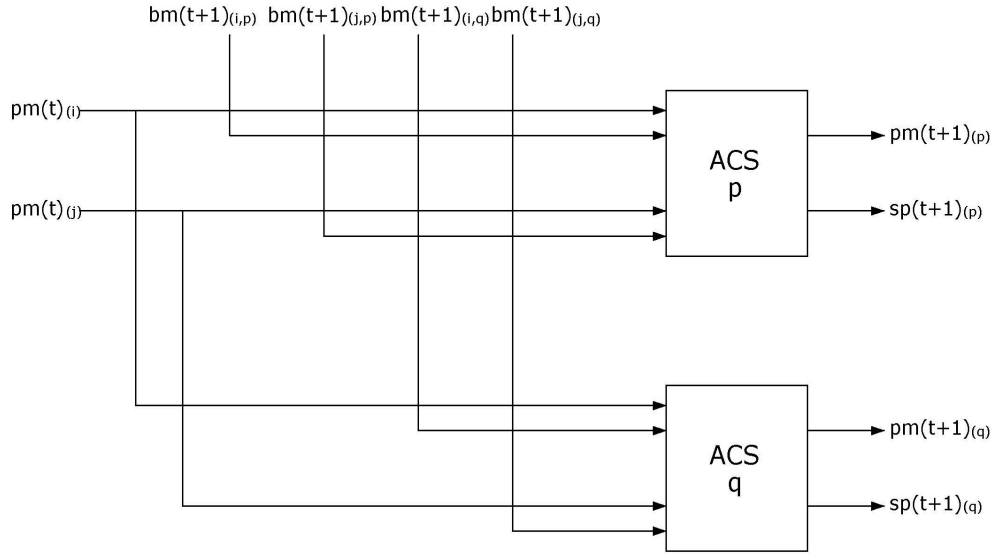 bm(t+1)(i,p) bm(t+1)(j,p) bm(t+1)(i,q) bm(t+1)(j,q)
pm(t)(i)
pm(t+1)(p)
ACS
p
pm(t)(j)
sp(t+1)(p)
pm(t+1)(q)
ACS
q
sp(t+1)(q)